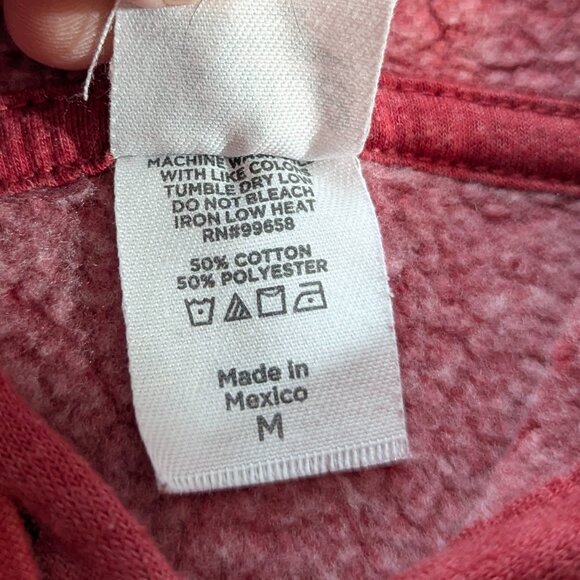 MACHINE
WITH LIKE COLO
TUMBLE DRY LOW
DO NOT BLEACH
IRON LOW HEAT
RN#99658
50% COTTON
50% POLYESTER
Made in
Mexico
M